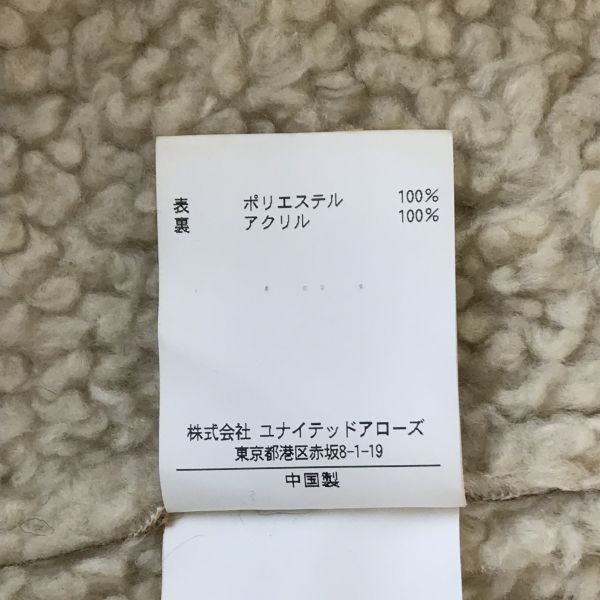 表 ポリエステル 100%
裏 アクリル 100%
株式会社 ユナイテッドアローズ
東京都港区赤坂8-1-19
中国製